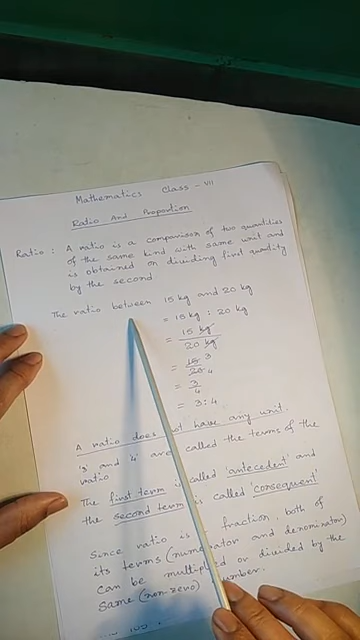 Mathematics Class - VII
Ratio And Proportion
Ratio : A ratio is a comparison of two quantities
of the same kind with same unit and
is obtained on dividing first quantity
by the second.
The ratio between 15 kg and 20 kg
= 15 kg : 20 kg
= 15 kg / 20 kg
= 15 3 / 20 4
= 3 / 4
= 3 : 4
A ratio does not have any unit.
'3' and '4' are called the terms of the
ratio
The first term is called 'antecedent' and
the second term is called 'consequent'
Since ratio is fraction, both of
its terms (numerator and denominator)
can be multiplied or divided by the
same (non-zero) number.